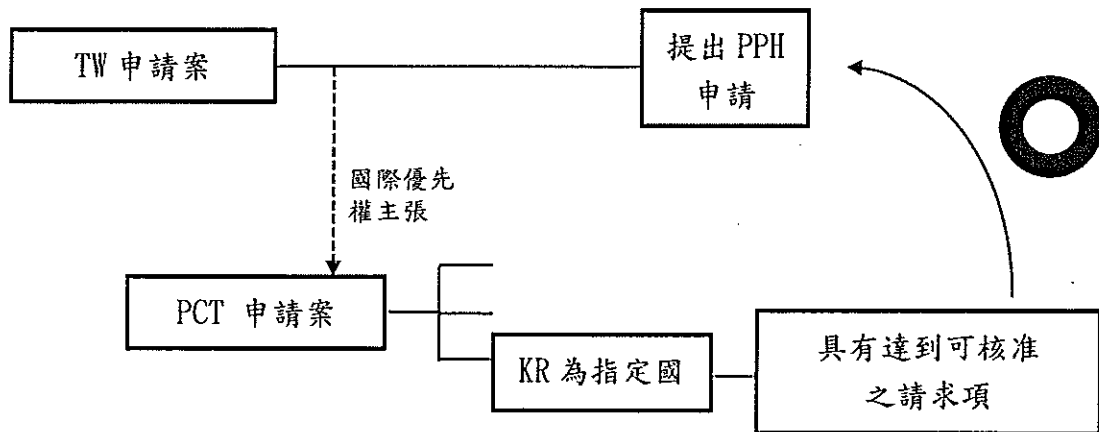 TW 申請案
提出 PPH
申請
國際優先
權主張
PCT 申請案
KR 為指定國
具有達到可核准
之請求項